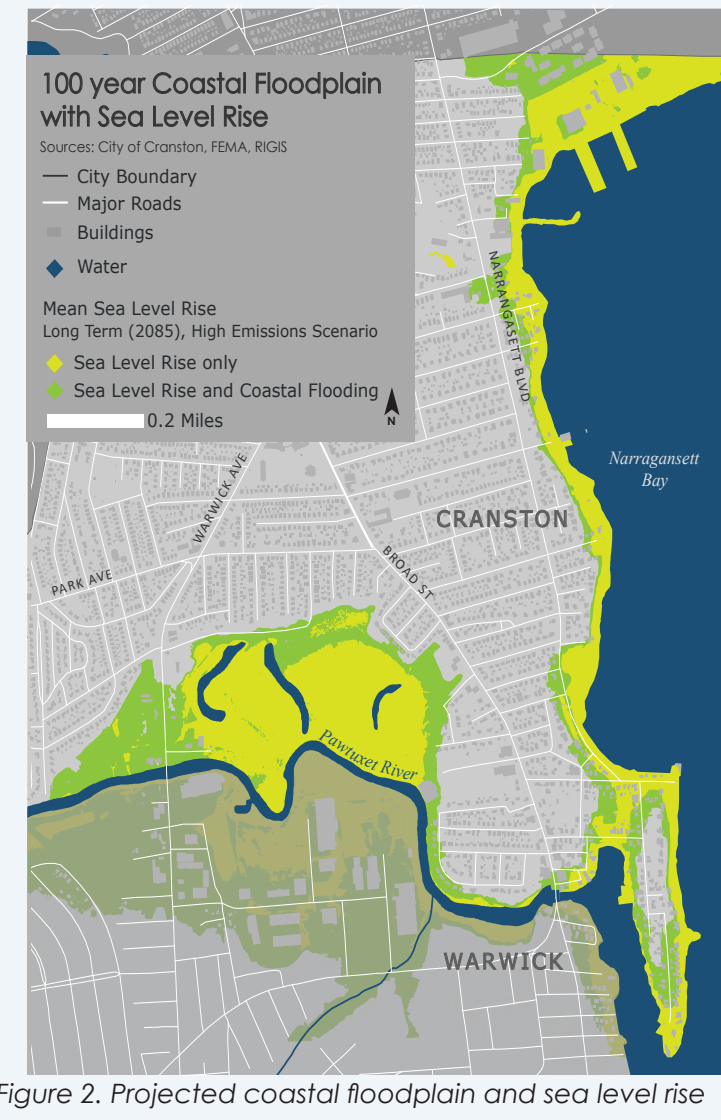 100 year Coastal Floodplain
with Sea Level Rise
Sources: City of Cranston, FEMA, RIGIS
City Boundary
Major Roads
Buildings
Water
Mean Sea Level Rise
Long Term (2085), High Emissions Scenario
Sea Level Rise only
Sea Level Rise and Coastal Flooding
0.2 Miles
N
NARRANGASETT BLVD
Narragansett
Bay
WARWICK AVE
CRANSTON
BROAD ST
PARK AVE
Pawtuxet River
WARWICK
Figure 2. Projected coastal floodplain and sea level rise